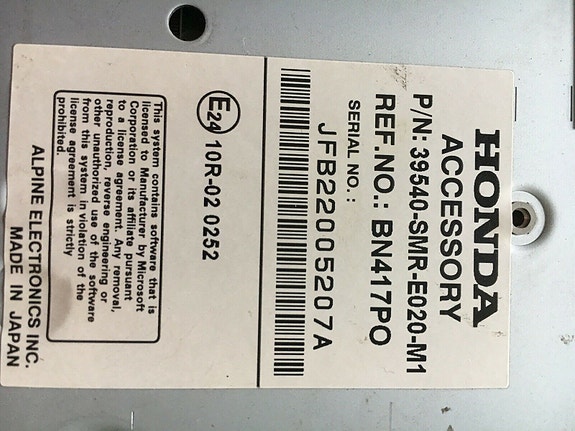 HONDA
ACCESSORY
P/N: 39540-SMR-E020-M1
REF.NO.: BN417PO
SERIAL NO.:
JFB22005207A
E24 10R-02 0252
This system contains software that is
licensed to Manufacturer by Microsoft
Corporation or its affiliate pursuant
to a license agreement. Any removal,
reproduction, reverse engineering or
other unauthorized use of the software
from this system in violation of the
license agreement is strictly
prohibited.
ALPINE ELECTRONICS INC.
MADE IN JAPAN